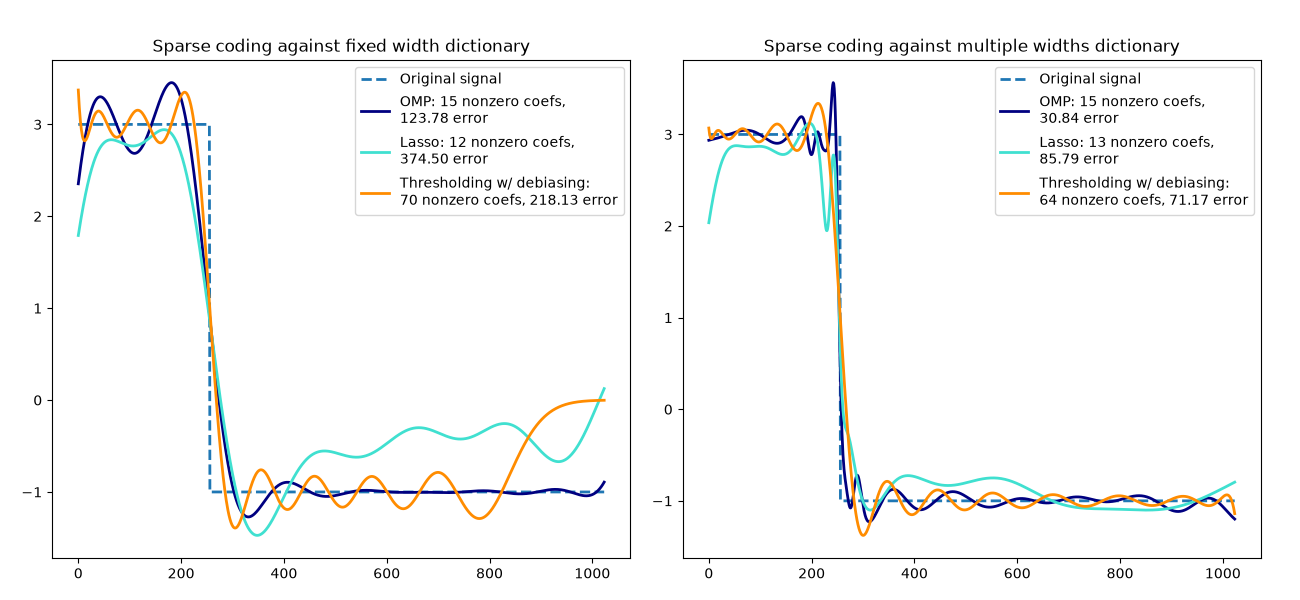 Sparse coding against fixed width dictionary
Original signal
OMP: 15 nonzero coefs,
123.78 error
Lasso: 12 nonzero coefs,
374.50 error
Thresholding w/ debiasing:
70 nonzero coefs, 218.13 error
3
2
1
0
−1
0
200
400
600
800
1000
Sparse coding against multiple widths dictionary
Original signal
OMP: 15 nonzero coefs,
30.84 error
Lasso: 13 nonzero coefs,
85.79 error
Thresholding w/ debiasing:
64 nonzero coefs, 71.17 error
3
2
1
0
−1
0
200
400
600
800
1000